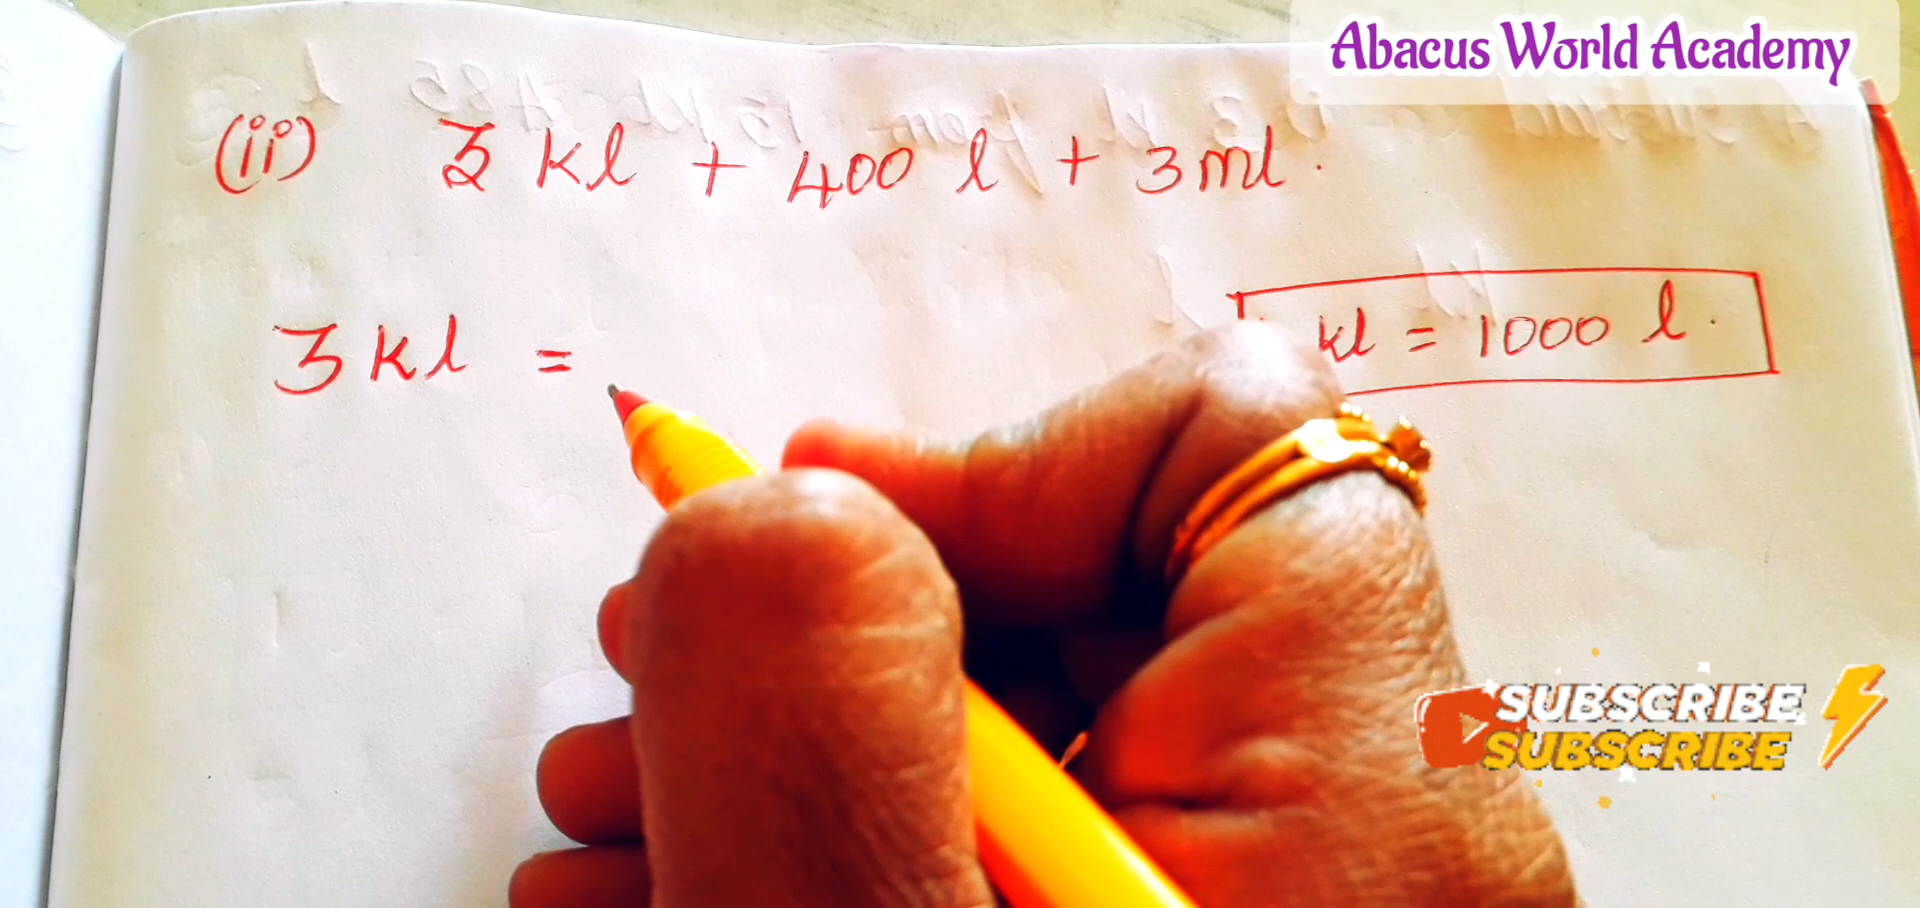 Abacus World Academy
(ii) 3 kl + 400 l + 3 ml.
kl = 1000 l.
3 kl =
SUBSCRIBE
SUBSCRIBE